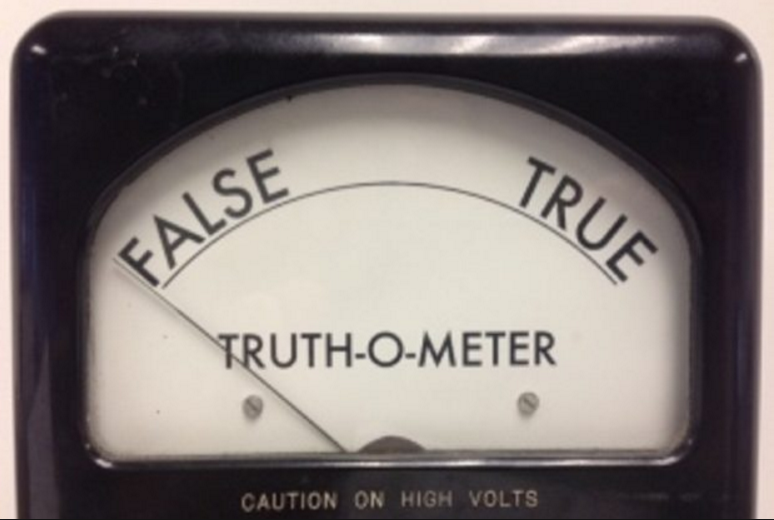 FALSE TRUE
TRUTH-O-METER
CAUTION ON HIGH VOLTS